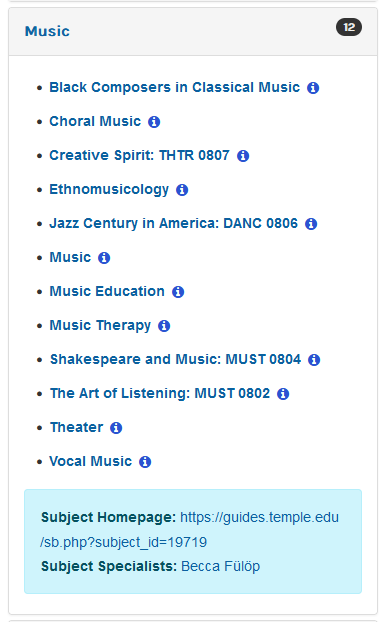 Music
12
Black Composers in Classical Music
Choral Music
Creative Spirit: THTR 0807
Ethnomusicology
Jazz Century in America: DANC 0806
Music
Music Education
Music Therapy
Shakespeare and Music: MUST 0804
The Art of Listening: MUST 0802
Theater
Vocal Music
Subject Homepage: https://guides.temple.edu
/sb.php?subject_id=19719
Subject Specialists: Becca Fülöp